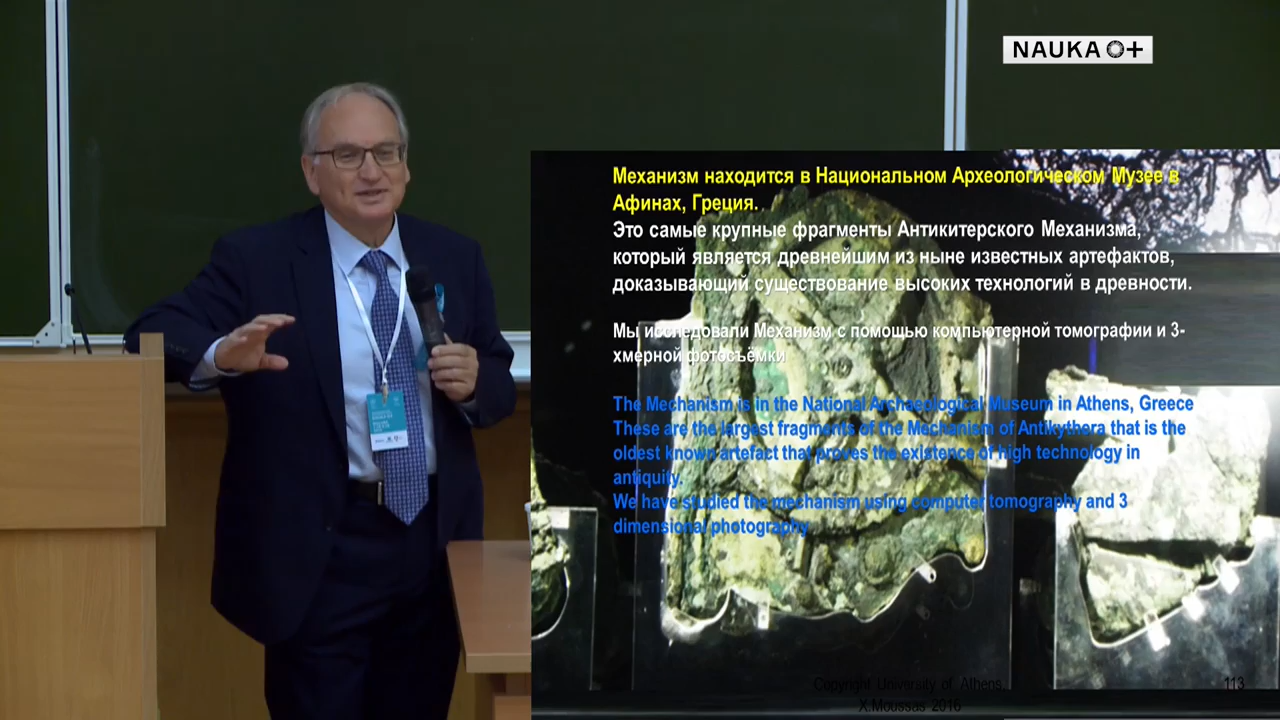 NAUKA 0+
Механизм находится в Национальном Археологическом Музее в
Афинах, Греция.
Это самые крупные фрагменты Антикитерского Механизма,
который является древнейшим из ныне известных артефактов,
доказывающий существование высоких технологий в древности.
Мы исследовали Механизм с помощью компьютерной томографии и 3-
хмерной фотосъёмки
The Mechanism is in the National Archaeological Museum in Athens, Greece
These are the largest fragments of the Mechanism of Antikythera that is the
oldest known artefact that proves the existence of high technology in
antiquity.
We have studied the mechanism using computer tomography and 3
dimensional photography
Copyright University of Athens,
X.Moussas 2016
113